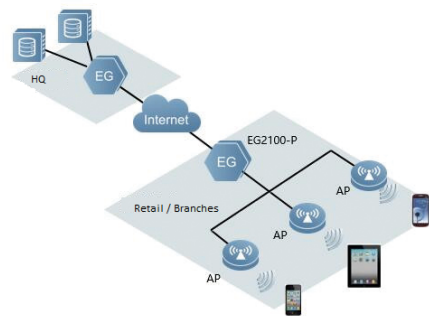 EG
HQ
Internet
EG2100-P
EG
AP
Retail / Branches
AP
AP